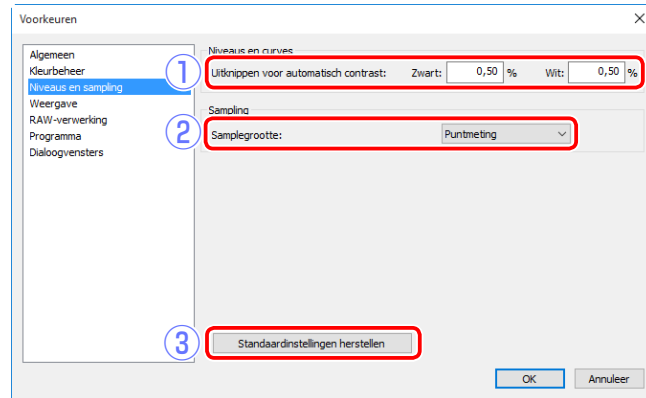 Voorkeuren
Algemeen
Kleurbeheer
Niveaus en sampling
Weergave
RAW-verwerking
Programma
Dialoogvensters
Niveaus en curves
1 Uitknippen voor automatisch contrast: Zwart: 0,50 % Wit: 0,50 %
Sampling
2 Samplegrootte: Puntmeting
3 Standaardinstellingen herstellen
OK Annuleer